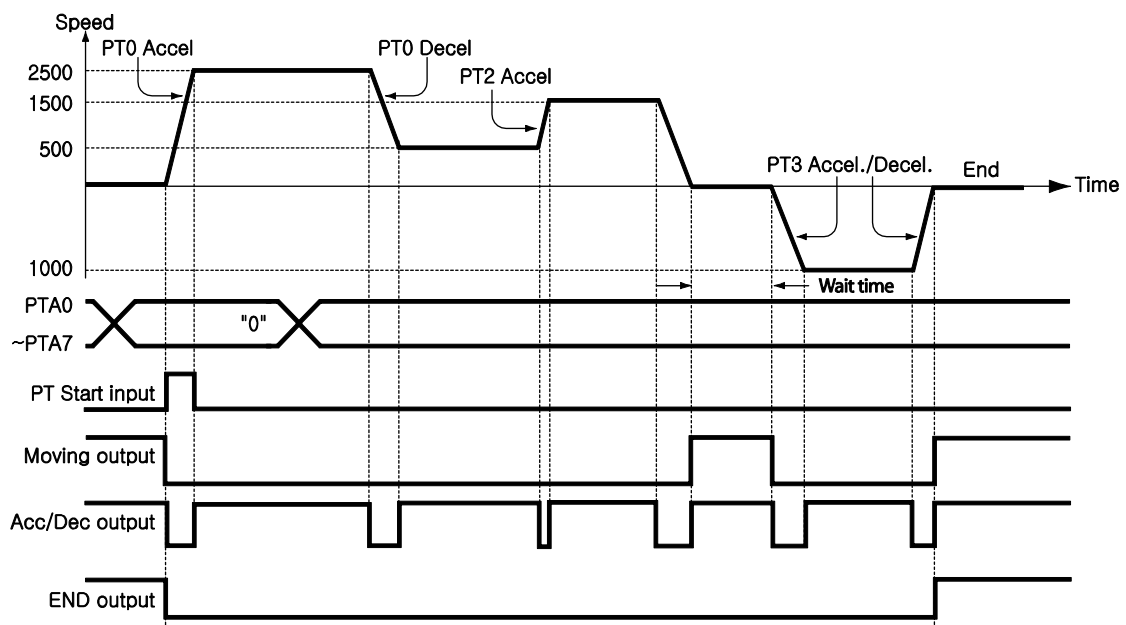 Speed
PT0 Accel
PT0 Decel
PT2 Accel
2500
1500
500
PT3 Accel./Decel.
End
Time
1000
Wait time
PTA0
"0"
~PTA7
PT Start input
Moving output
Acc/Dec output
END output